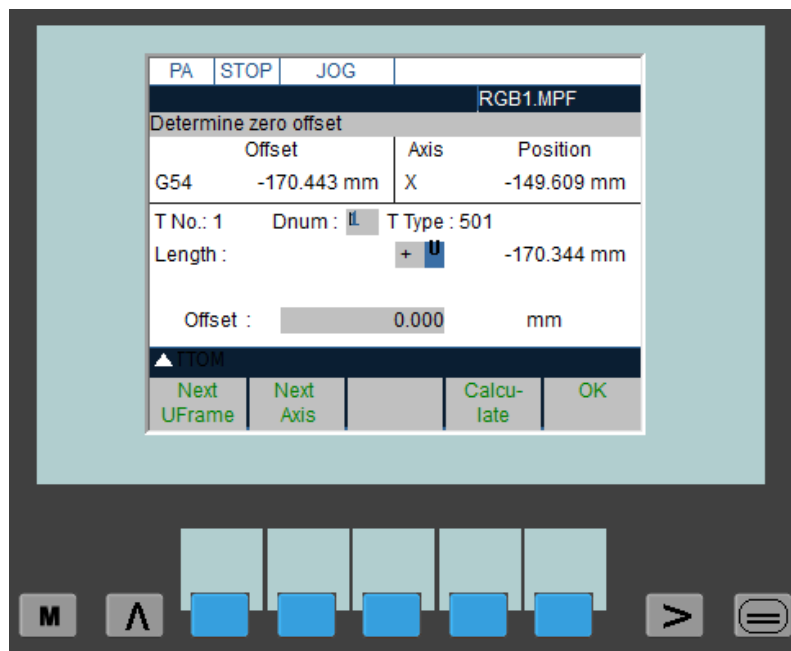 PA STOP JOG
RGB1.MPF
Determine zero offset
Offset Axis Position
G54 -170.443 mm X -149.609 mm
T No.: 1 Dnum : T Type : 501
Length : + -170.344 mm
Offset : 0.000 mm
Next UFrame
Next Axis
Calcu-
late
OK
M Λ >